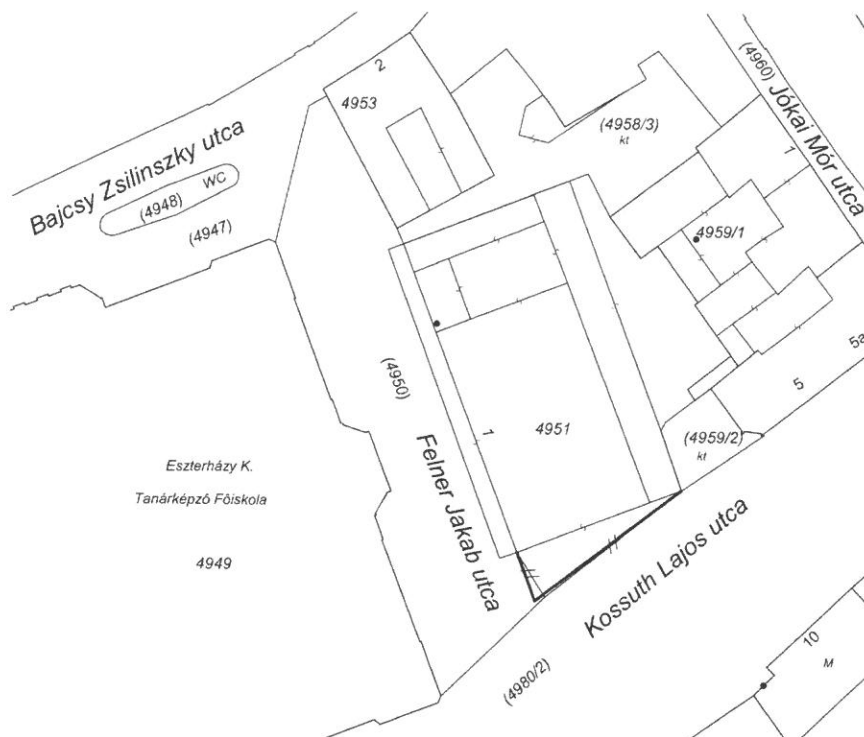 2
4953
(4960)
Jókai Mór utca
(4958/3)
kt
1
Bajcsy Zsilinszky utca
WC
(4948)
(4947)
4959/1
5a
5
(4950)
1
4951
(4959/2)
kt
Felner Jakab utca
Eszterházy K.
Tanárképző Főiskola
4949
Kossuth Lajos utca
(4980/2)
10
M